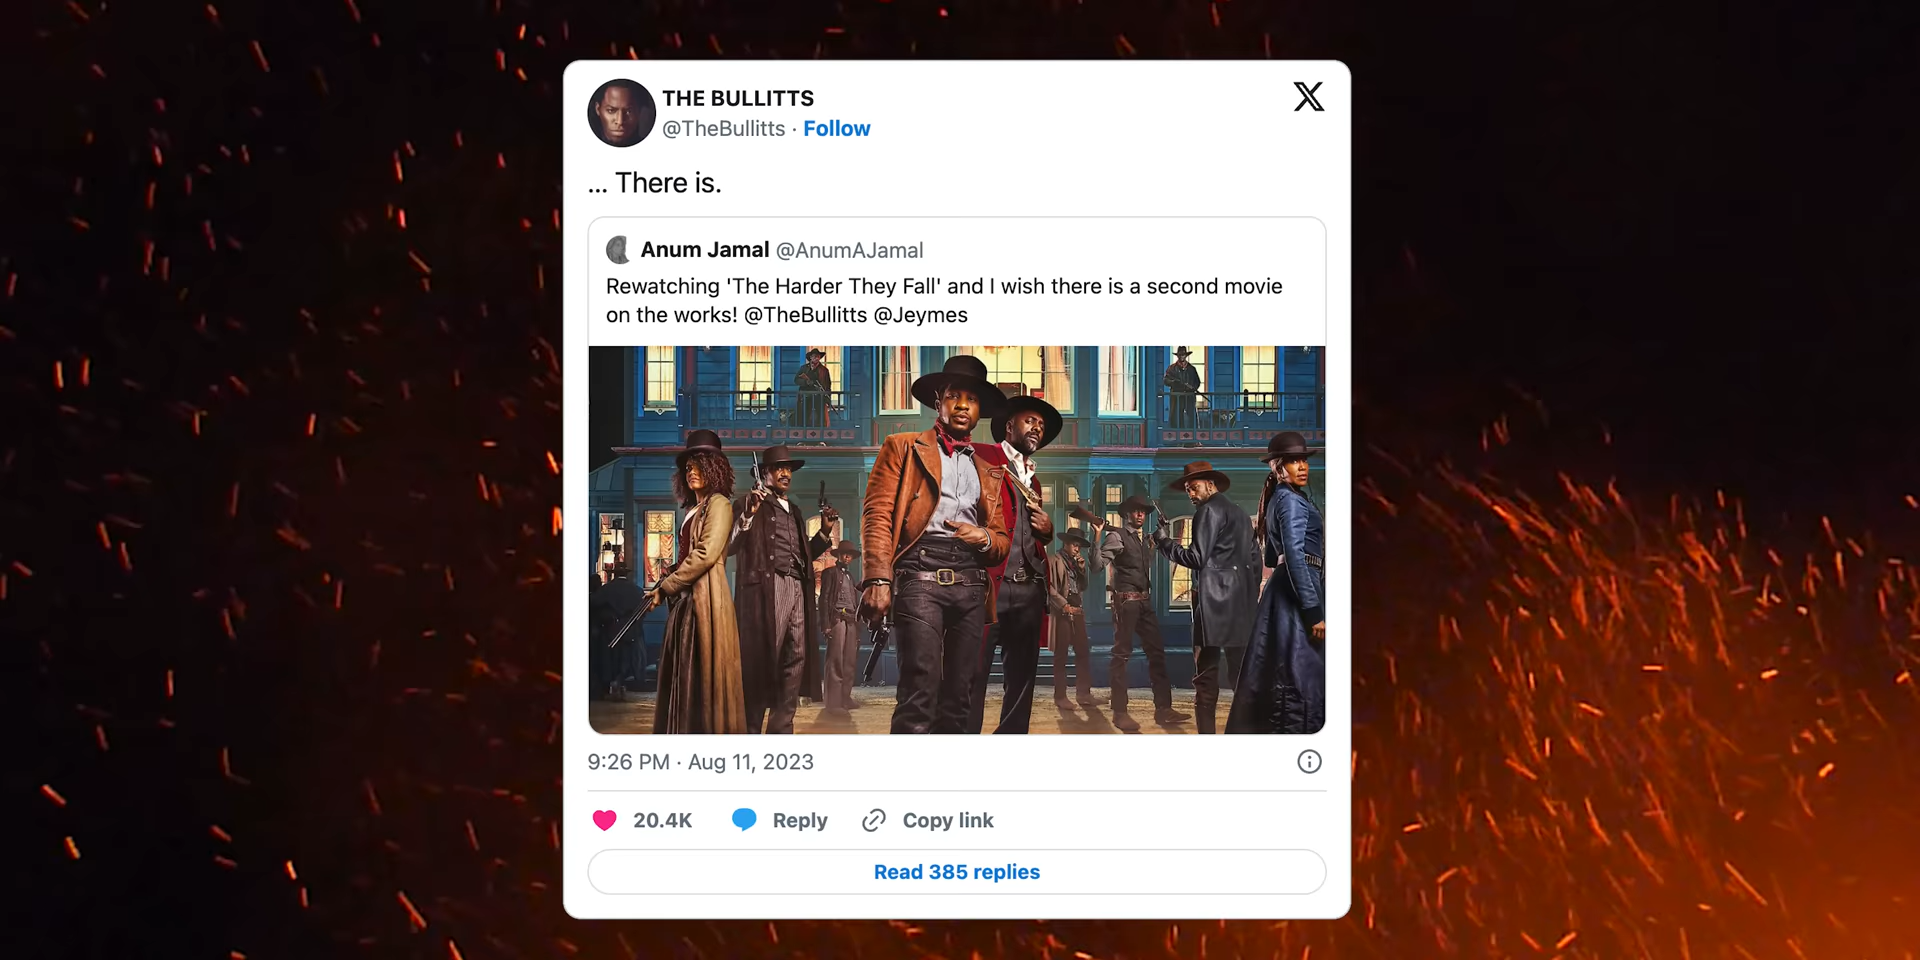 THE BULLITTS
@TheBullitts · Follow
... There is.
Anum Jamal @AnumAJamal
Rewatching 'The Harder They Fall' and I wish there is a second movie
on the works! @TheBullitts @Jeymes
9:26 PM · Aug 11, 2023
20.4K Reply Copy link
Read 385 replies